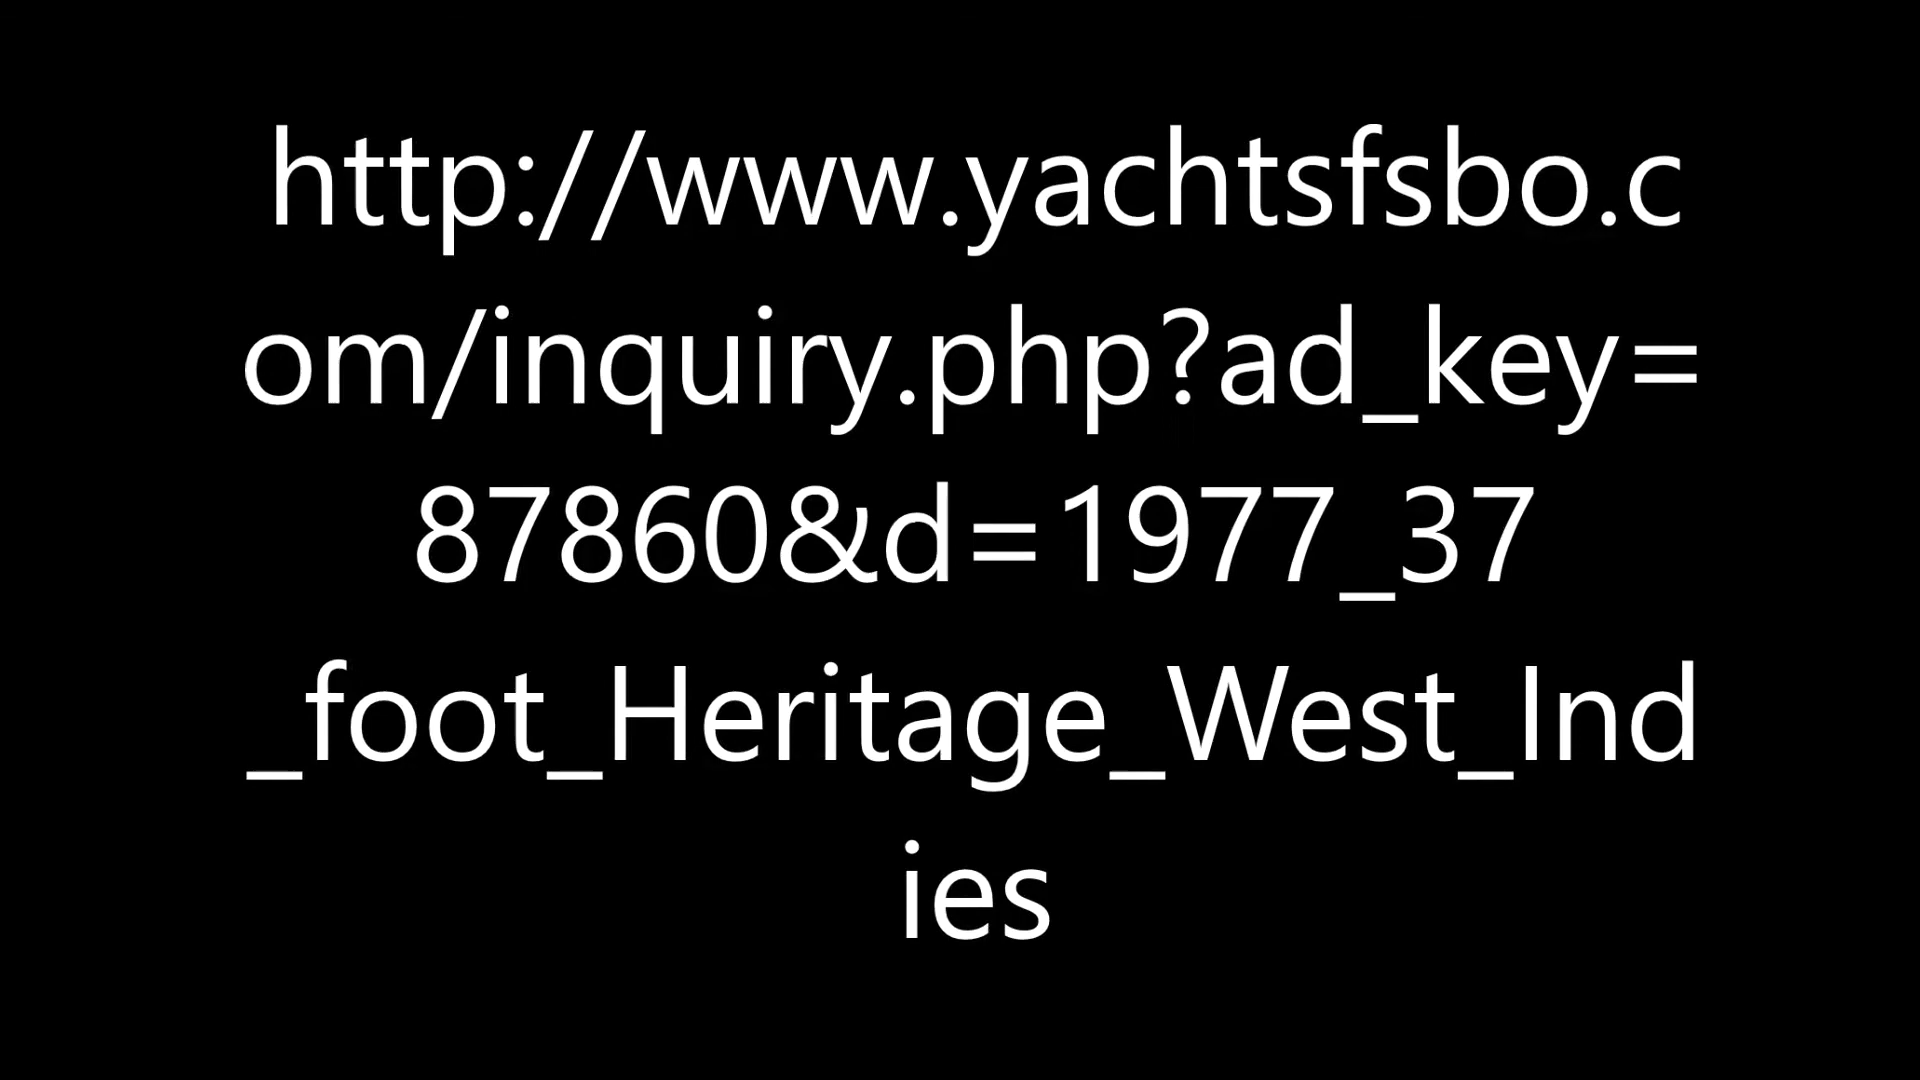 http://www.yachtsfsbo.c
om/inquiry.php?ad_key=
87860&d=1977_37
_foot_Heritage_West_Ind
ies